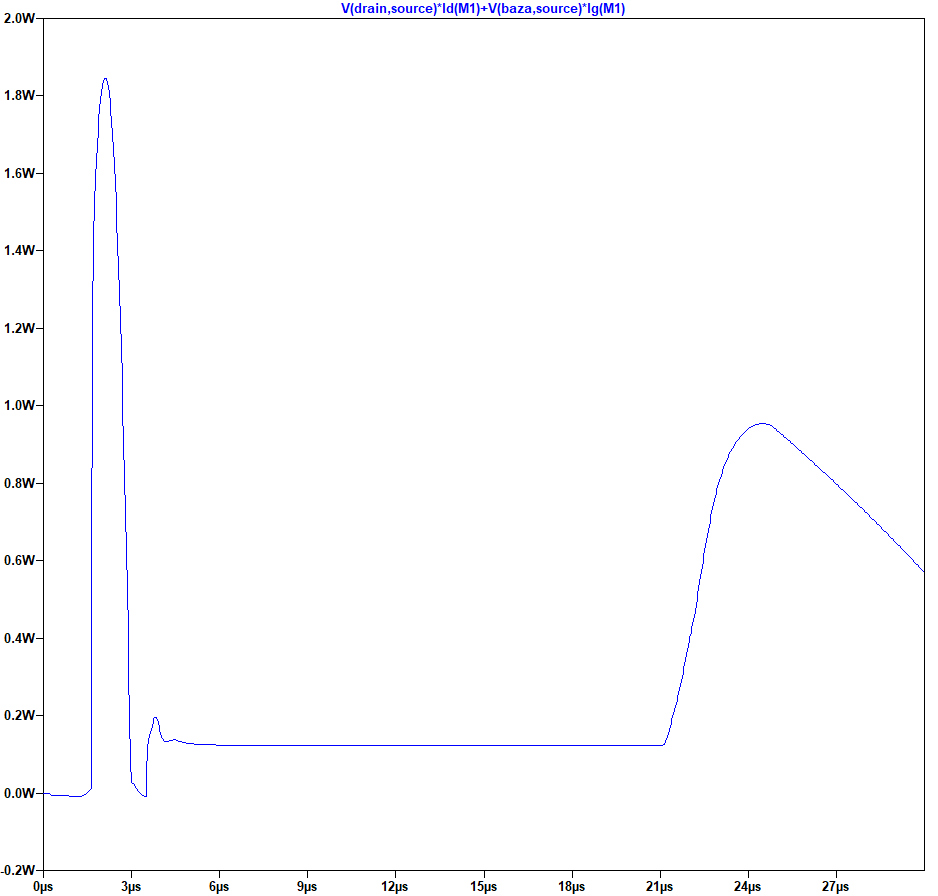 V(drain,source)*Id(M1)+V(baza,source)*Ig(M1)
2.0W
1.8W
1.6W
1.4W
1.2W
1.0W
0.8W
0.6W
0.4W
0.2W
0.0W
-0.2W
0µs 3µs 6µs 9µs 12µs 15µs 18µs 21µs 24µs 27µs